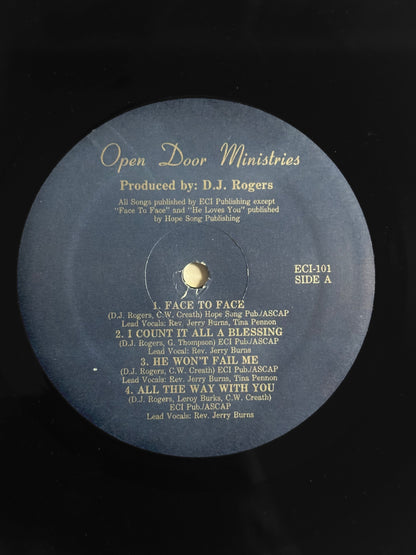 Open Door Ministries
Produced by: D.J. Rogers
All Songs published by ECI Publishing except
"Face To Face" and "He Loves You" published
by Hope Song Publishing
ECI-101
SIDE A
1. FACE TO FACE
(D.J. Rogers, C.W. Creath) Hope Song Pub./ASCAP
Lead Vocals: Rev. Jerry Burns, Tina Pennon
2. I COUNT IT ALL A BLESSING
(D.J. Rogers, G. Thompson) ECI Pub./ASCAP
Lead Vocal: Rev. Jerry Burns
3. HE WON'T FAIL ME
(D.J. Rogers, C.W. Creath) ECI Pub./ASCAP
Lead Vocals: Rev. Jerry Burns, Tina Pennon
4. ALL THE WAY WITH YOU
(D.J. Rogers, Leroy Burks, C.W. Creath)
ECI Pub./ASCAP
Lead Vocals: Rev. Jerry Burns